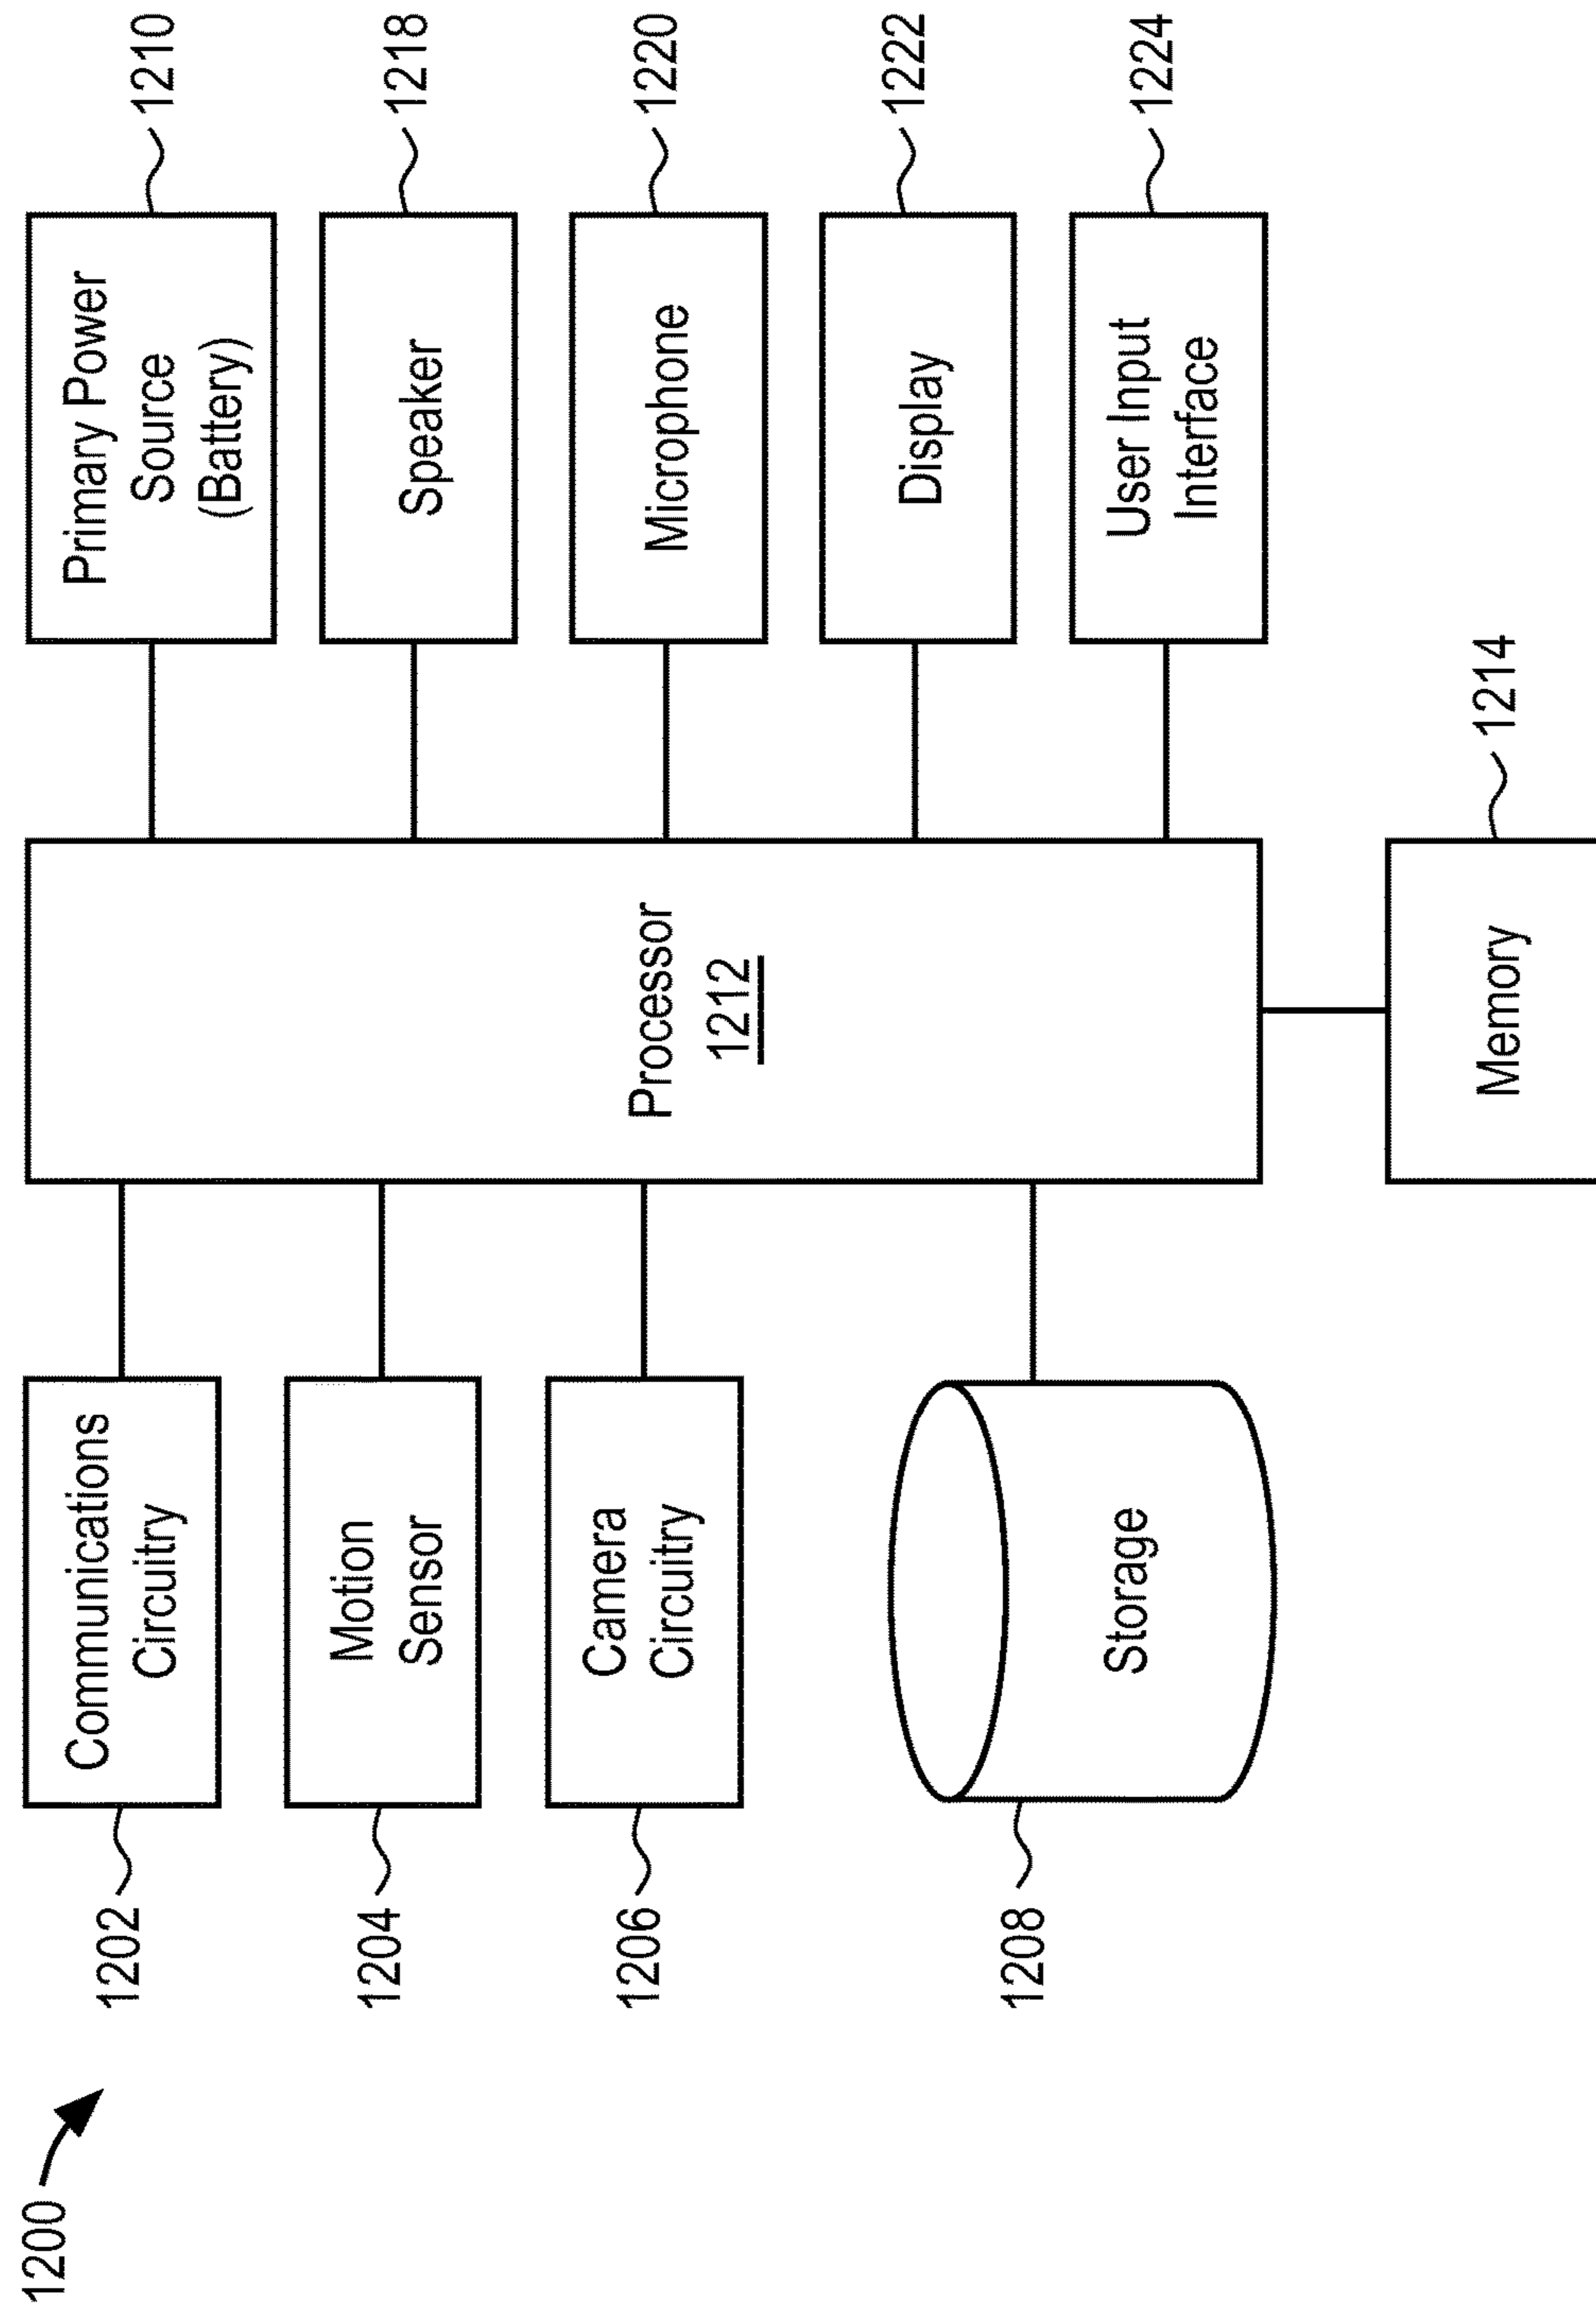 1200
1202
Communications
Circuitry
1204
Motion
Sensor
1206
Camera
Circuitry
1208
Storage
Processor
1212
Memory
1214
Primary Power
Source
(Battery)
1210
Speaker
1218
Microphone
1220
Display
1222
User Input
Interface
1224